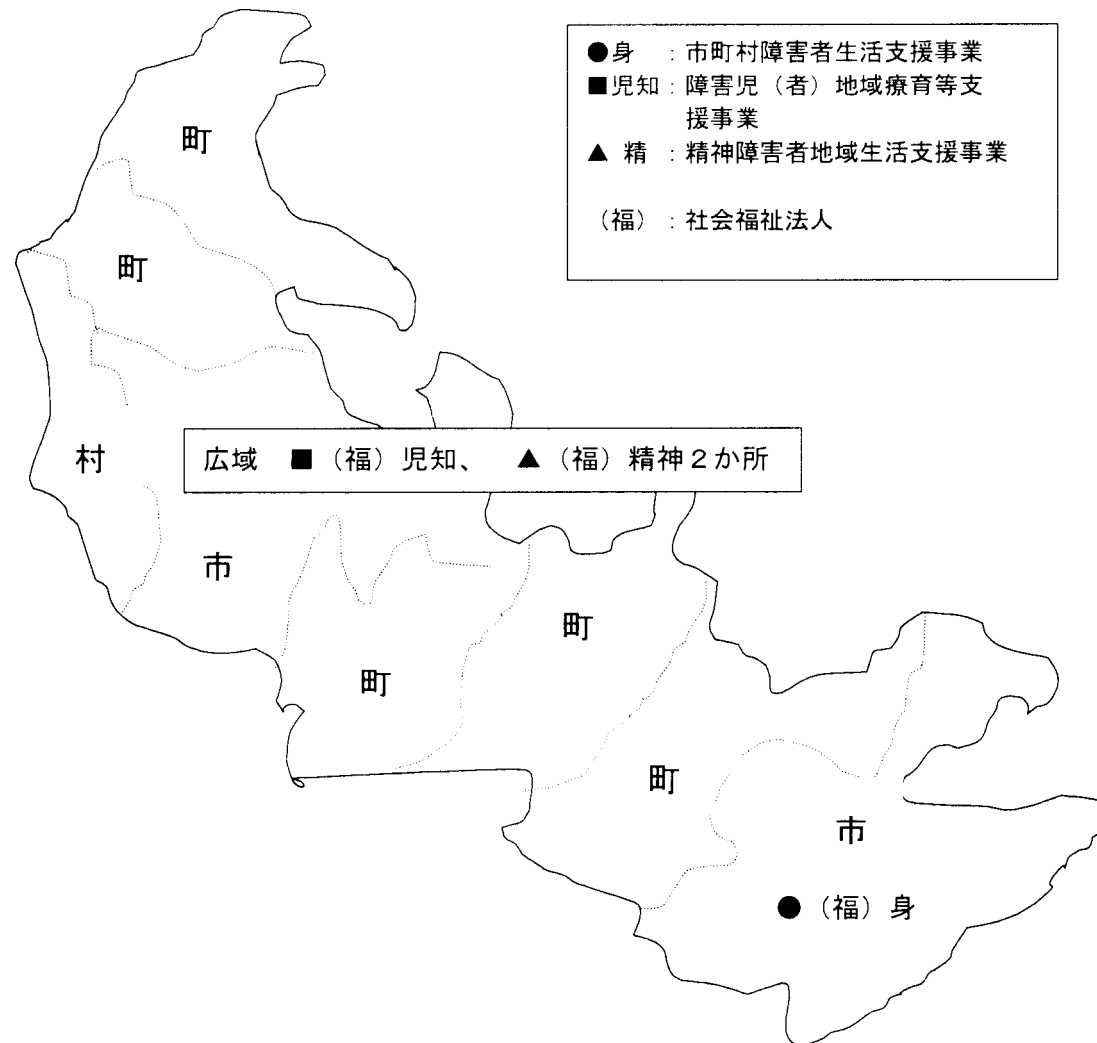 ●身　：市町村障害者生活支援事業
■児知：障害児（者）地域療育等支
援事業
▲ 精　：精神障害者地域生活支援事業
（福）：社会福祉法人
町
町
村
広域　■（福）児知、　▲（福）精神２か所
市
町
町
町
市
●（福）身